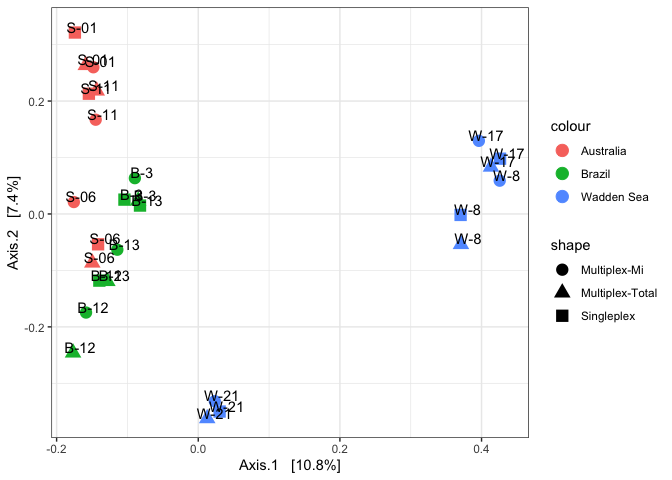 S-01
S-01
S-01
S-11
S-11
S-11
W-17
W-17
W-17
W-8
B-3
B-3
B-13
S-06
W-8
S-06
B-13
W-8
S-06
B-13
B-12
B-12
W-21
W-21
W-21
0.2
0.0
-0.2
-0.2
0.0
0.2
0.4
Axis.1 [10.8%]
Axis.2 [7.4%]
colour
Australia
Brazil
Wadden Sea
shape
Multiplex-Mi
Multiplex-Total
Singleplex